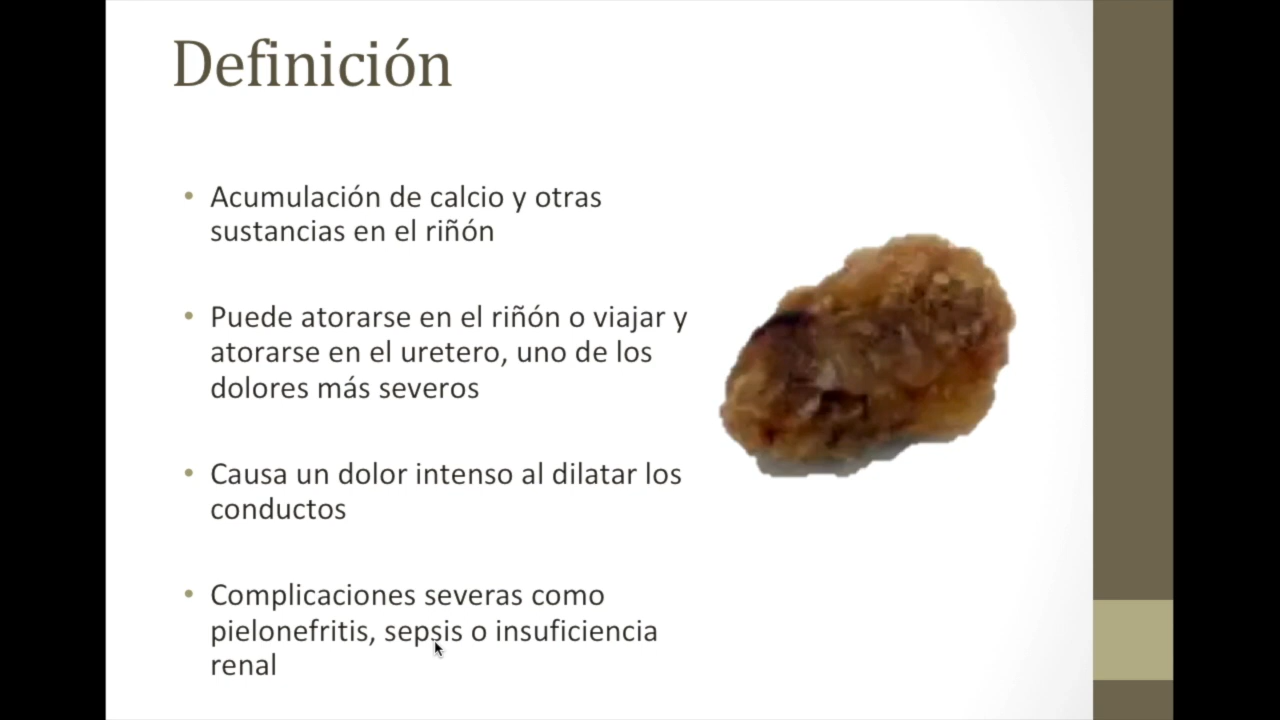 Definición
• Acumulación de calcio y otras
sustancias en el riñón
• Puede atorarse en el riñón o viajar y
atorarse en el uretero, uno de los
dolores más severos
• Causa un dolor intenso al dilatar los
conductos
• Complicaciones severas como
pielonefritis, sepsis o insuficiencia
renal